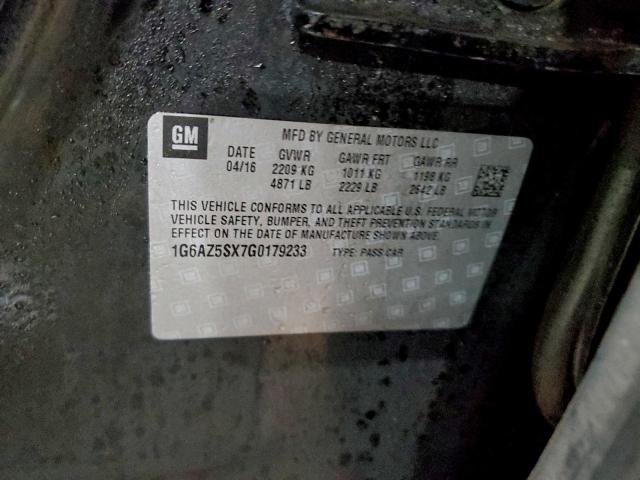 GM
MFD BY GENERAL MOTORS LLC
DATE GVWR GAWR FRT GAWR RR
04/16 2209 KG 1011 KG 1198 KG
4871 LB 2229 LB 2642 LB
THIS VEHICLE CONFORMS TO ALL APPLICABLE U.S. FEDERAL MOTOR
VEHICLE SAFETY, BUMPER, AND THEFT PREVENTION STANDARDS IN
EFFECT ON THE DATE OF MANUFACTURE SHOWN ABOVE.
1G6AZ5SX7G0179233 TYPE: PASS CAR